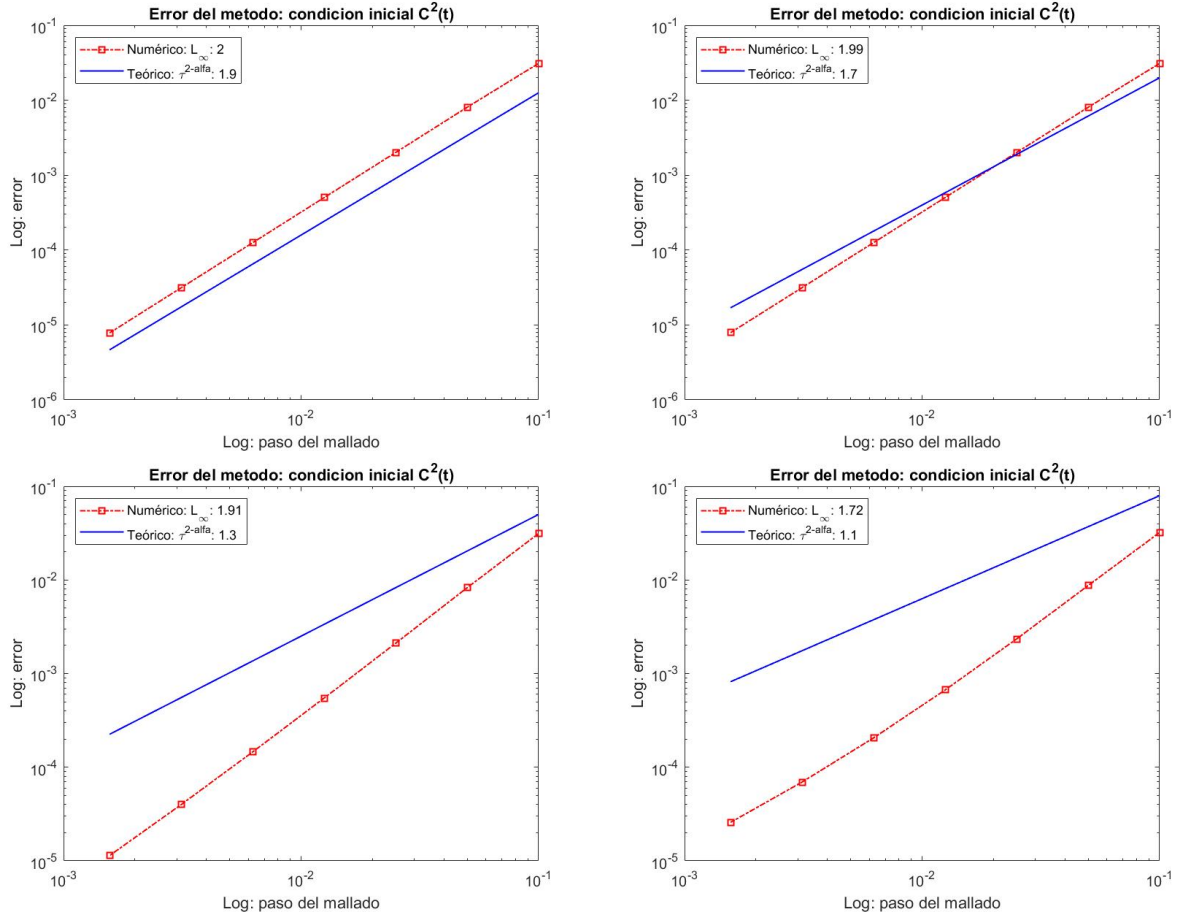 Error del metodo: condicion inicial C²(t)
Numérico: L∞: 2
Teórico: τ^2-alfa: 1.9
10^-1
10^-2
10^-3
10^-4
10^-5
10^-6
Log: error
10^-3
10^-2
10^-1
Log: paso del mallado
Error del metodo: condicion inicial C²(t)
Numérico: L∞: 1.99
Teórico: τ^2-alfa: 1.7
10^-1
10^-2
10^-3
10^-4
10^-5
10^-6
Log: error
10^-3
10^-2
10^-1
Log: paso del mallado
Error del metodo: condicion inicial C²(t)
Numérico: L∞: 1.91
Teórico: τ^2-alfa: 1.3
10^-1
10^-2
10^-3
10^-4
10^-5
Log: error
10^-3
10^-2
10^-1
Log: paso del mallado
Error del metodo: condicion inicial C²(t)
Numérico: L∞: 1.72
Teórico: τ^2-alfa: 1.1
10^-1
10^-2
10^-3
10^-4
10^-5
Log: error
10^-3
10^-2
10^-1
Log: paso del mallado